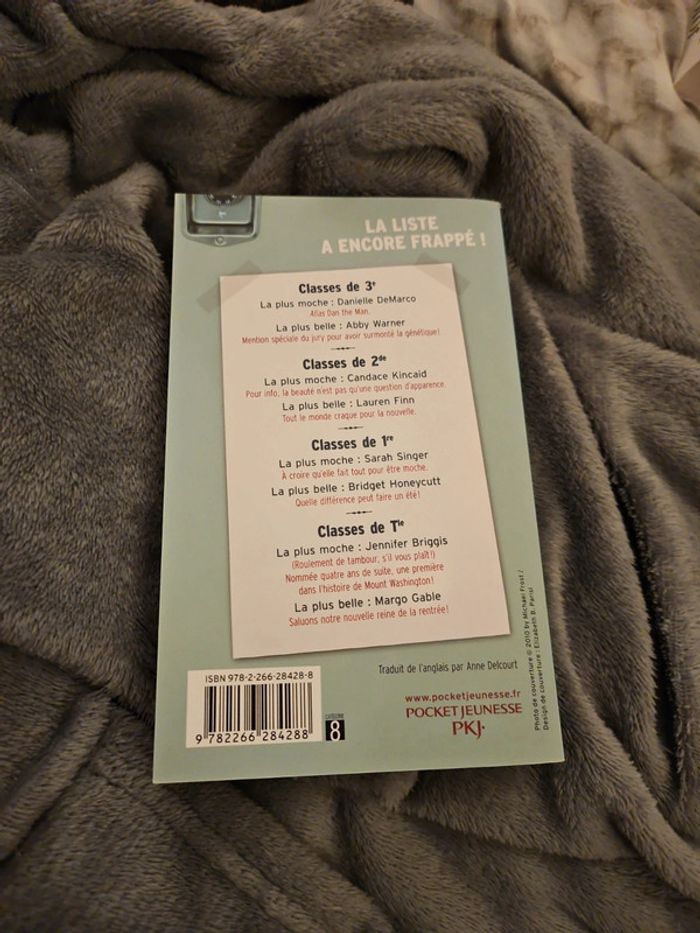 LA LISTE
A ENCORE FRAPPÉ !
Classes de 3e
La plus moche : Danielle DeMarco
Alias Dan the Man.
La plus belle : Abby Warner
Mention spéciale du jury pour avoir surmonté la génétique!
Classes de 2de
La plus moche : Candace Kincaid
Pour info, la beauté n'est pas qu'une question d'apparence.
La plus belle : Lauren Finn
Tout le monde craque pour la nouvelle.
Classes de 1re
La plus moche : Sarah Singer
À croire qu'elle fait tout pour être moche.
La plus belle : Bridget Honeycutt
Quelle différence peut faire un été!
Classes de Tle
La plus moche : Jennifer Briggis
(Roulement de tambour, s'il vous plaît!)
Nommée quatre ans de suite, une première
dans l'histoire de Mount Washington!
La plus belle : Margo Gable
Saluons notre nouvelle reine de la rentrée!
Traduit de l'anglais par Anne Delcourt
ISBN 978-2-266-28428-8
9 782266 284288
CATÉGORIE
8
www.pocketjeunesse.fr
POCKET JEUNESSE
PKJ·
Photo de couverture © 2010 by Michael Frost /
Design de couverture : Elizabeth B. Parisi